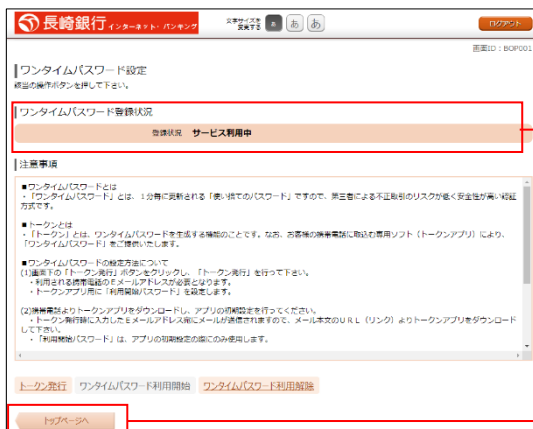 長崎銀行 インターネット・バンキング
文字サイズを変更する あ あ あ
ログアウト
画面ID：BOP001
ワンタイムパスワード設定
該当の操作ボタンを押して下さい。
ワンタイムパスワード登録状況
登録状況 サービス利用中
注意事項
■ワンタイムパスワードとは
・「ワンタイムパスワード」とは、１分毎に更新される「使い捨てのパスワード」ですので、第三者による不正取引のリスクが低く安全性が高い認証
方式です。
■トークンとは
・「トークン」とは、ワンタイムパスワードを生成する機能のことです。なお、お客様の携帯電話に取込む専用ソフト（トークンアプリ）により、
「ワンタイムパスワード」をご提供いたします。
■ワンタイムパスワードの設定方法について
(1)画面下の「トークン発行」ボタンをクリックし、「トークン発行」を行って下さい。
・利用される携帯電話のＥメールアドレスが必要となります。
・トークンアプリ用に「利用開始パスワード」を設定します。
(2)携帯電話よりトークンアプリをダウンロードし、アプリの初期設定を行ってください。
・トークン発行時に入力したＥメールアドレス宛にメールが送信されますので、メール本文のＵＲＬ（リンク）よりトークンアプリをダウンロード
して下さい。
・「利用開始パスワード」は、アプリの初期設定の際にのみ使用します。
トークン発行 ワンタイムパスワード利用開始 ワンタイムパスワード利用解除
トップページへ